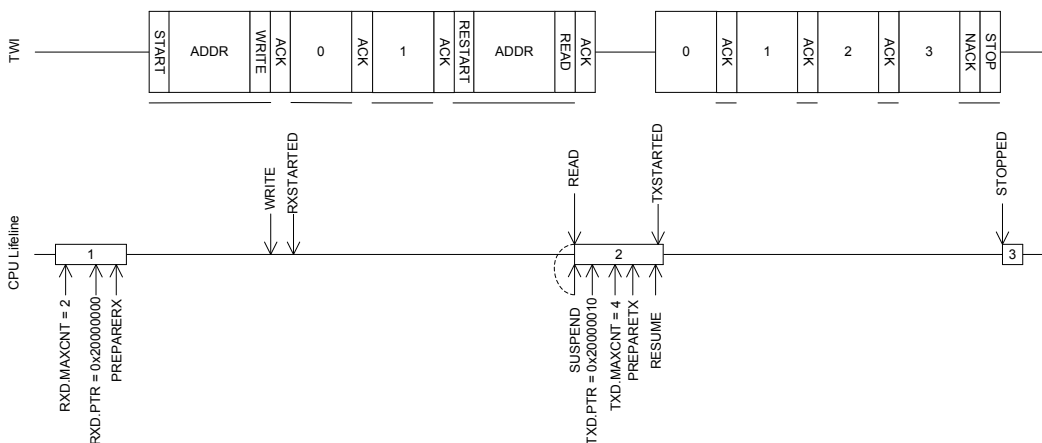 TWI
START
ADDR
WRITE
ACK
0
ACK
1
ACK
RESTART
ADDR
READ
ACK
0
ACK
1
ACK
2
ACK
3
NACK
STOP
CPU Lifeline
WRITE
RXSTARTED
READ
TXSTARTED
STOPPED
1
2
3
RXD.MAXCNT = 2
RXD.PTR = 0x20000000
PREPARERX
SUSPEND
TXD.PTR = 0x20000010
TXD.MAXCNT = 4
PREPARETX
RESUME